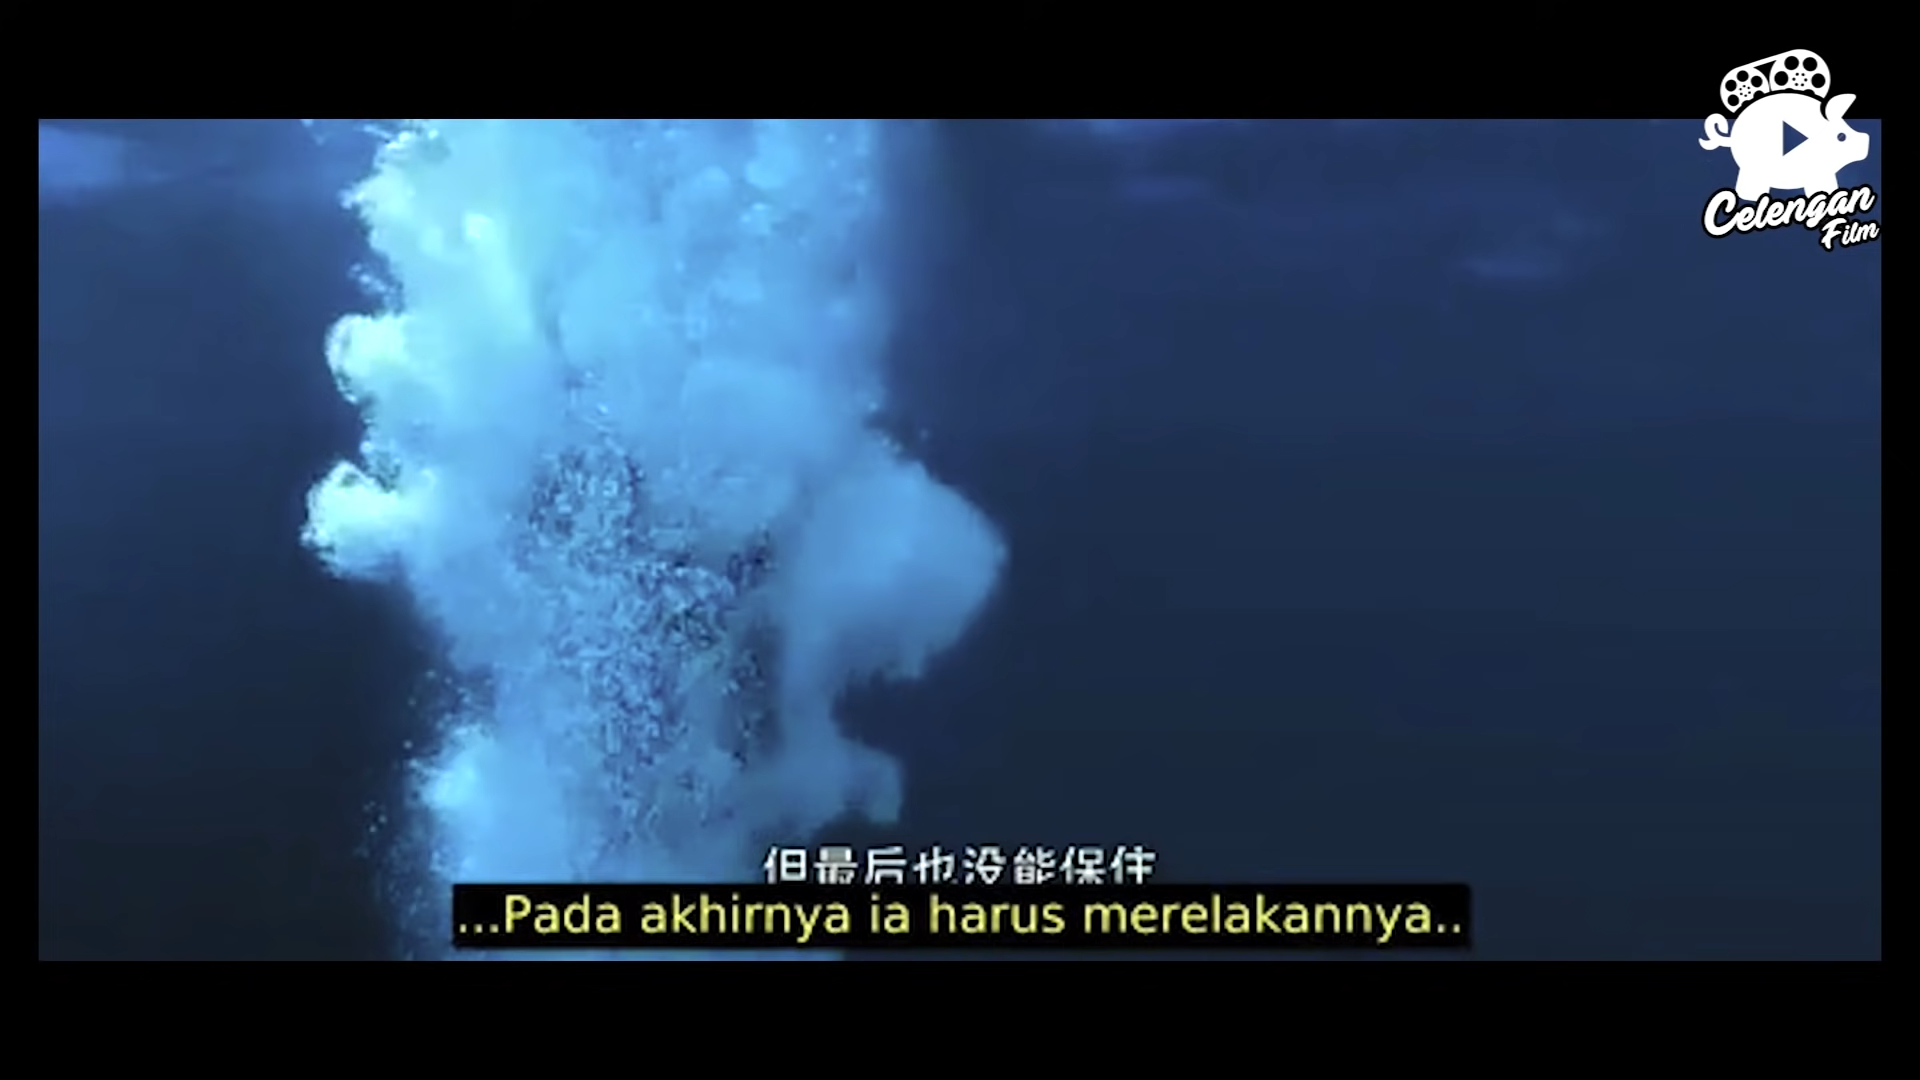 Celengan
Film
但最后也没能保住
...Pada akhirnya ia harus merelakannya..